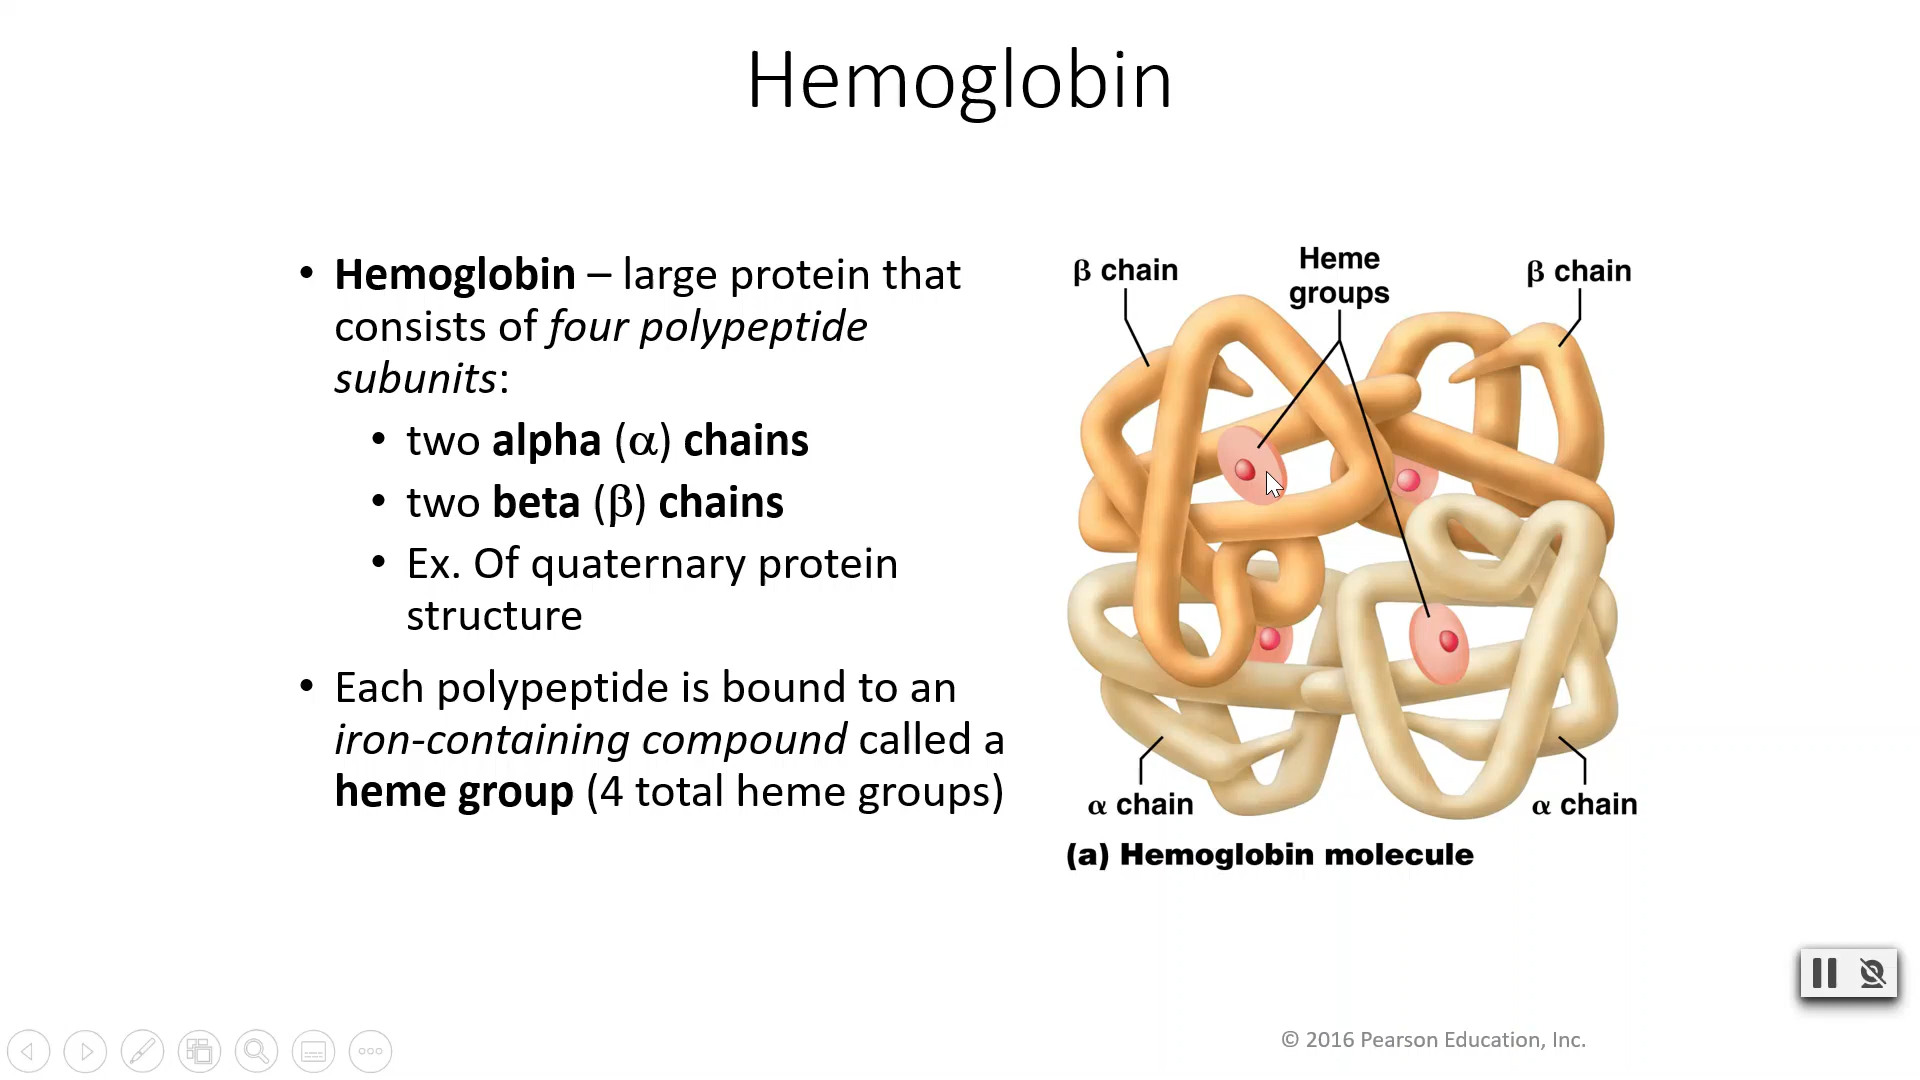 Hemoglobin
• Hemoglobin – large protein that
consists of four polypeptide
subunits:
• two alpha (α) chains
• two beta (β) chains
• Ex. Of quaternary protein
structure
• Each polypeptide is bound to an
iron-containing compound called a
heme group (4 total heme groups)
β chain
Heme
groups
β chain
α chain
α chain
(a) Hemoglobin molecule
© 2016 Pearson Education, Inc.